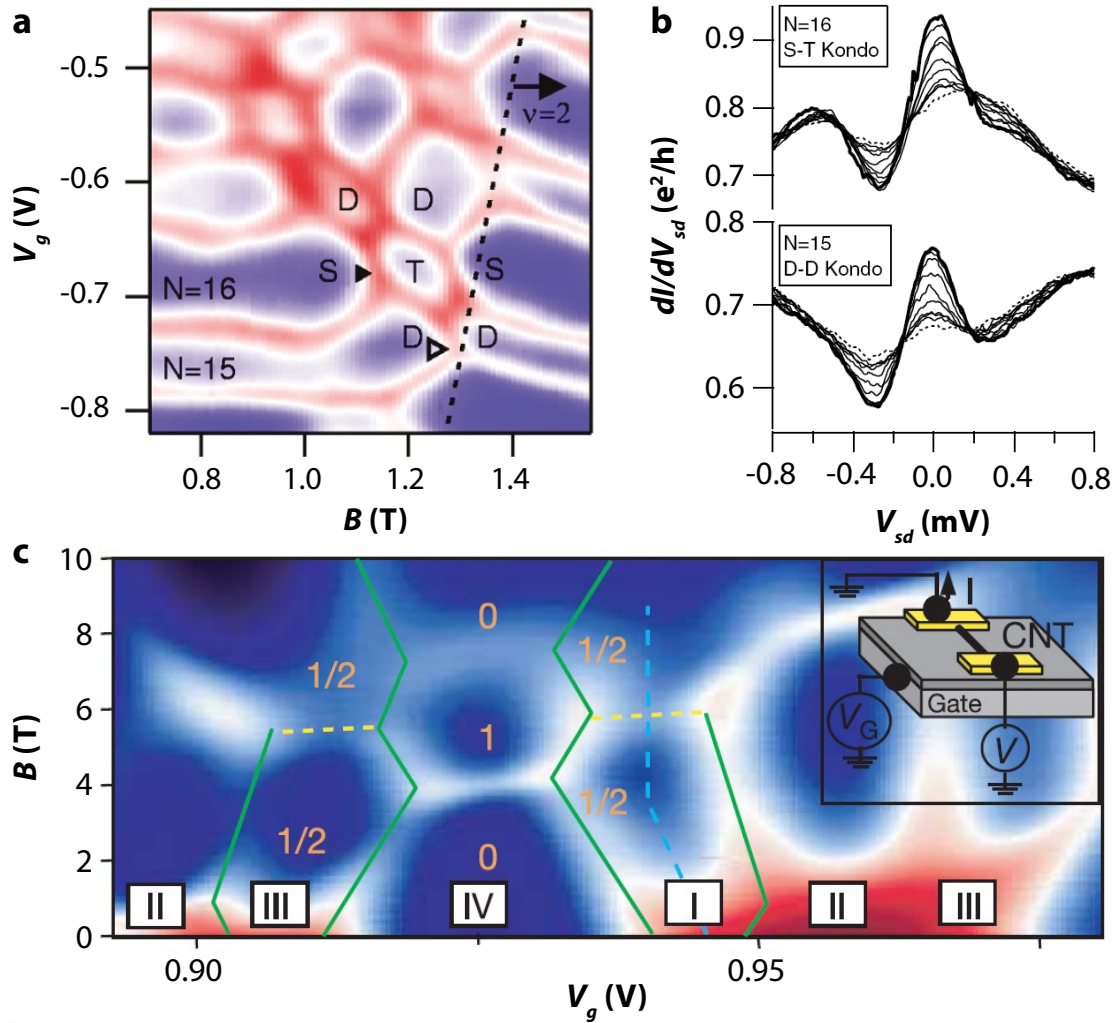 a
-0.5
-0.6
-0.7
-0.8
V_g (V)
ν=2
D D
S T S
N=16
D D
N=15
0.8 1.0 1.2 1.4
B (T)
b
N=16
S-T Kondo
0.9
0.8
0.7
0.8
N=15
D-D Kondo
0.7
0.6
dI/dV_sd (e²/h)
-0.8 -0.4 0.0 0.4 0.8
V_sd (mV)
c
10
8
6
4
2
0
B (T)
0
1/2 1/2
1
1/2 1/2
0
II III IV I II III
I
CNT
Gate
V_G
V
0.90 0.95
V_g (V)